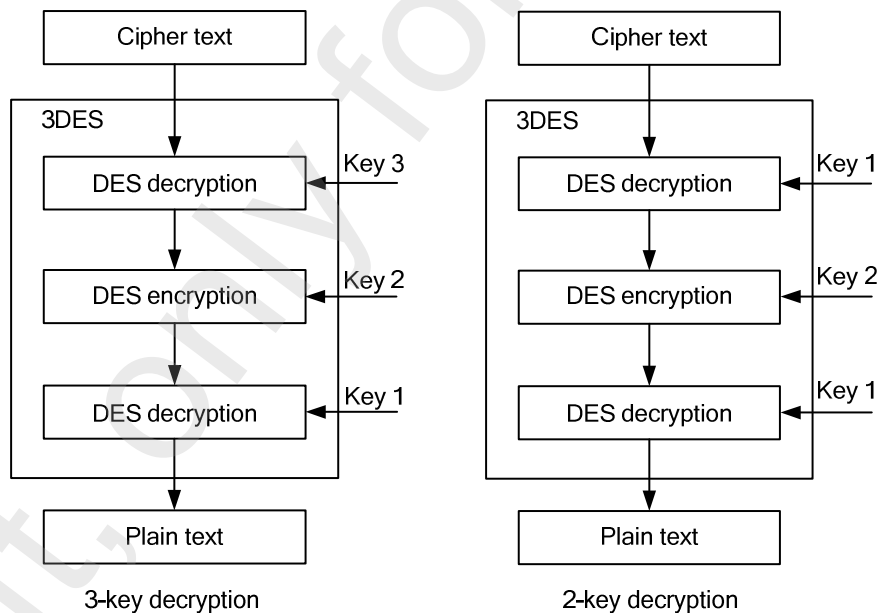 Cipher text
3DES
DES decryption
Key 3
DES encryption
Key 2
DES decryption
Key 1
Plain text
3-key decryption
Cipher text
3DES
DES decryption
Key 1
DES encryption
Key 2
DES decryption
Key 1
Plain text
2-key decryption
only for